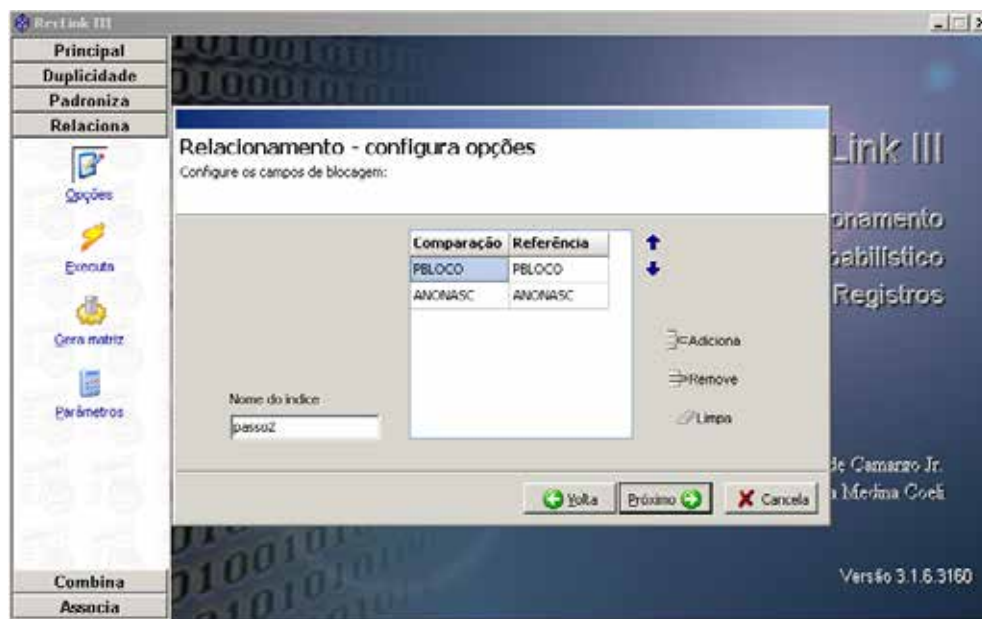 RecLink III
Principal
Duplicidade
Padroniza
Relaciona
Opções
Executa
Gera matriz
Parâmetros
Combina
Associa
Relacionamento - configura opções
Configure os campos de blocagem:
Comparação Referência
PBLOCO PBLOCO
ANONASC ANONASC
Adiciona
Remove
Limpa
Nome do índice
passo2
Volta
Próximo
Cancela
Link III
onamento
babilístico
Registros
de Camargo Jr.
a Medina Coeli
Versão 3.1.6.3160